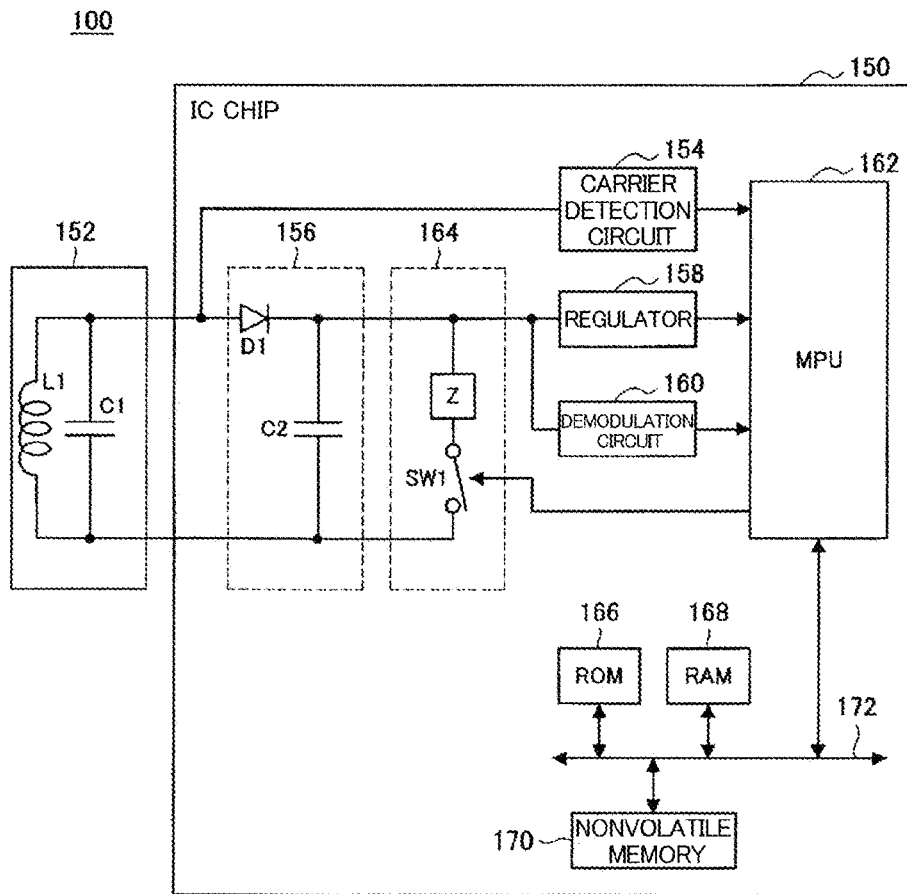 100
150
IC CHIP
154
162
CARRIER
DETECTION
CIRCUIT
152
156
164
158
REGULATOR
D1
MPU
L1
C1
Z
160
C2
DEMODULATION
CIRCUIT
SW1
166
168
ROM
RAM
172
170
NONVOLATILE
MEMORY